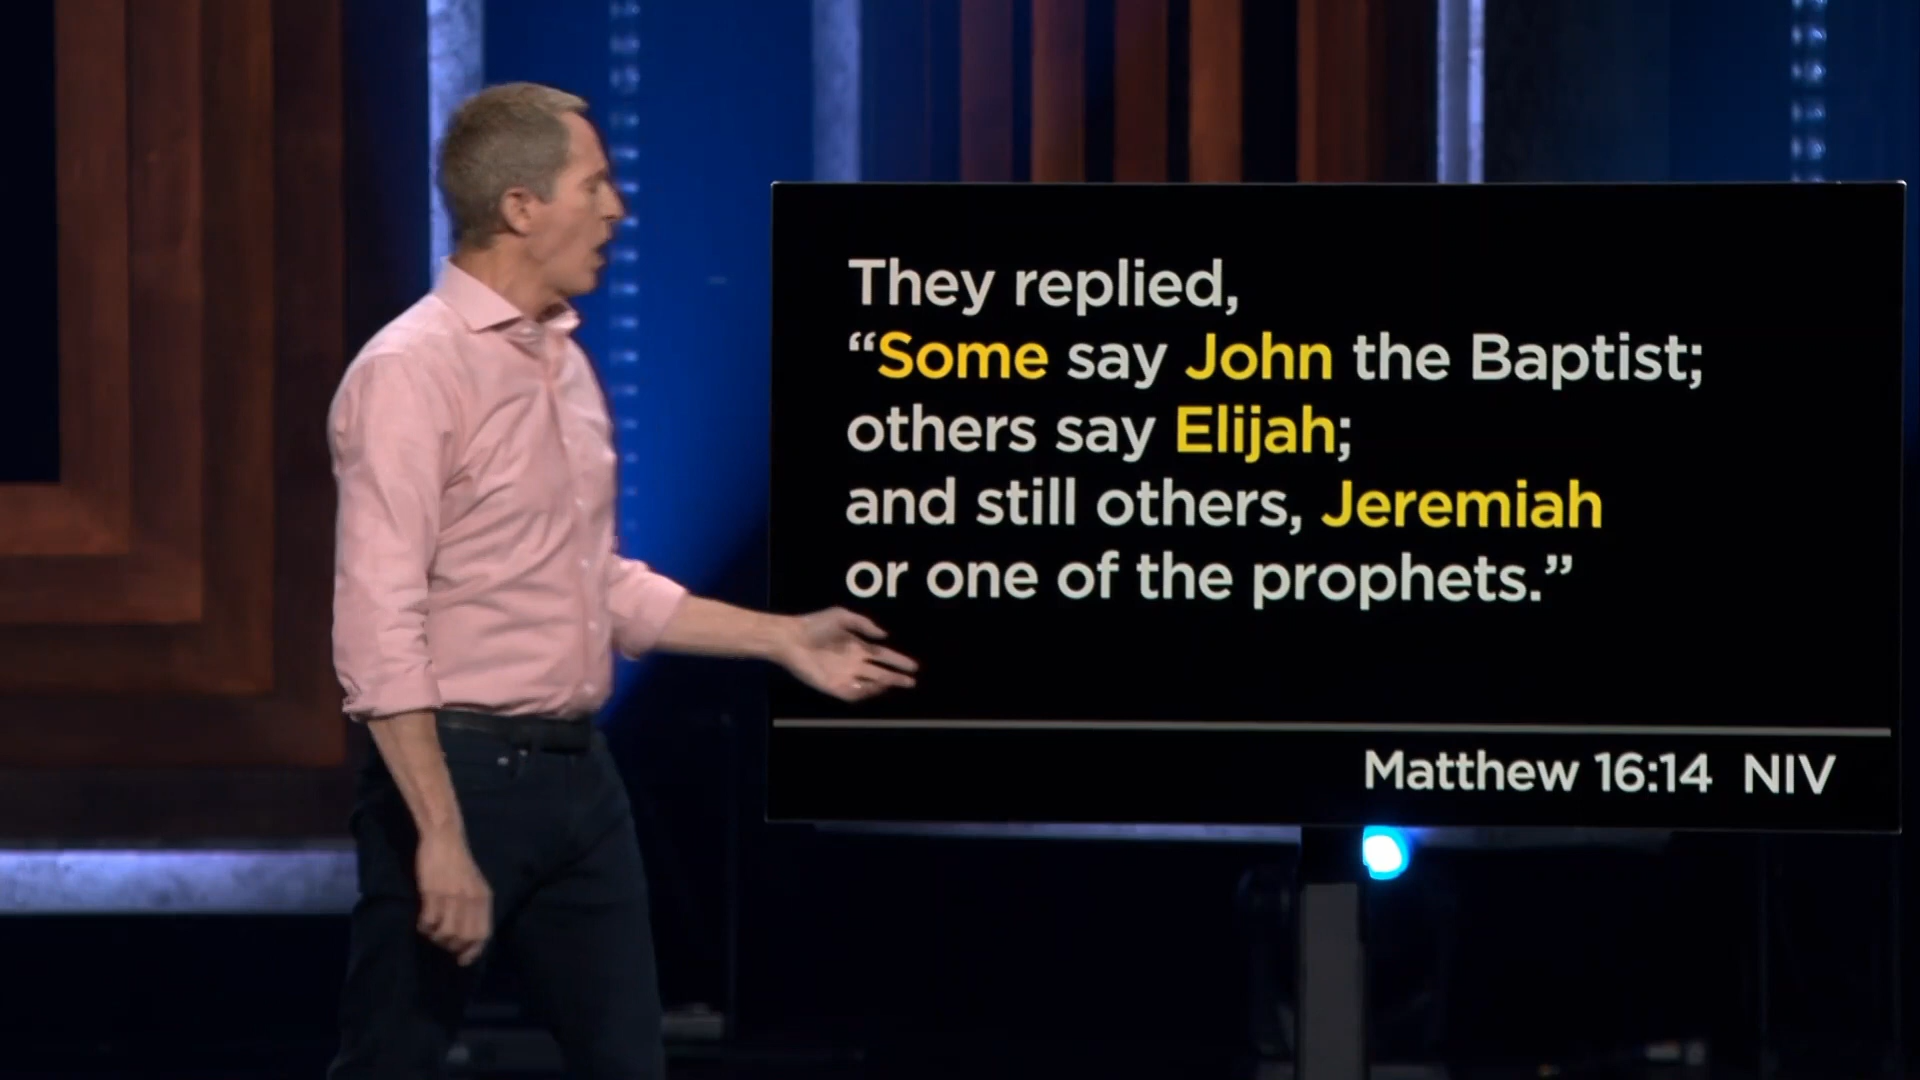 They replied,
“Some say John the Baptist;
others say Elijah;
and still others, Jeremiah
or one of the prophets.”
Matthew 16:14 NIV